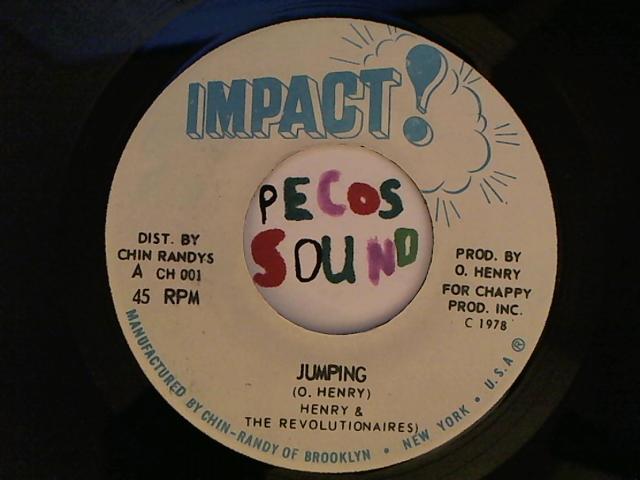 IMPACT!
PECOS
SOUND
DIST. BY
CHIN RANDYS
A CH 001
45 RPM
PROD. BY
O. HENRY
FOR CHAPPY
PROD. INC.
C 1978
JUMPING
(O. HENRY)
HENRY &
THE REVOLUTIONAIRES)
MANUFACTURED BY CHIN-RANDY OF BROOKLYN • NEW YORK • U.S.A ®